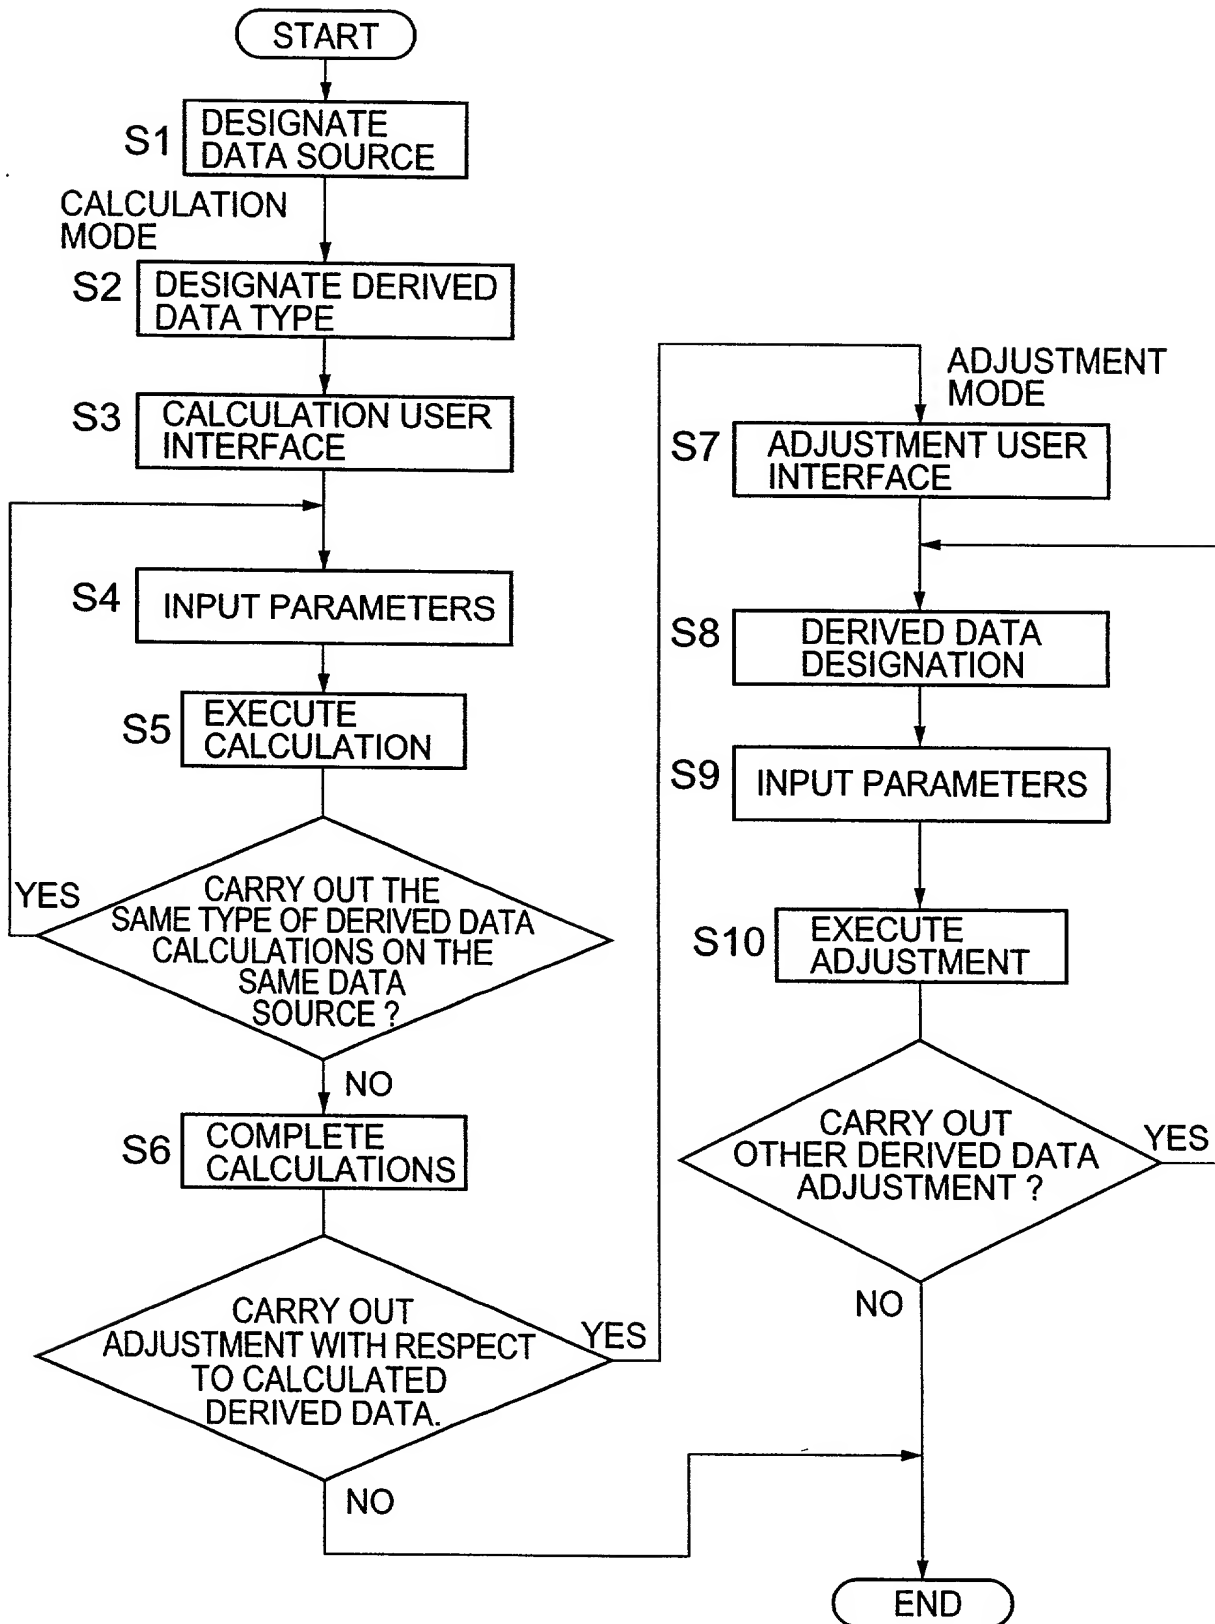 START
S1
DESIGNATE
DATA SOURCE
CALCULATION
MODE
S2
DESIGNATE DERIVED
DATA TYPE
S3
CALCULATION USER
INTERFACE
S4
INPUT PARAMETERS
S5
EXECUTE
CALCULATION
YES
CARRY OUT THE
SAME TYPE OF DERIVED DATA
CALCULATIONS ON THE
SAME DATA
SOURCE ?
NO
S6
COMPLETE
CALCULATIONS
CARRY OUT
ADJUSTMENT WITH RESPECT
TO CALCULATED
DERIVED DATA.
YES
NO
ADJUSTMENT
MODE
S7
ADJUSTMENT USER
INTERFACE
S8
DERIVED DATA
DESIGNATION
S9
INPUT PARAMETERS
S10
EXECUTE
ADJUSTMENT
CARRY OUT
OTHER DERIVED DATA
ADJUSTMENT ?
YES
NO
END